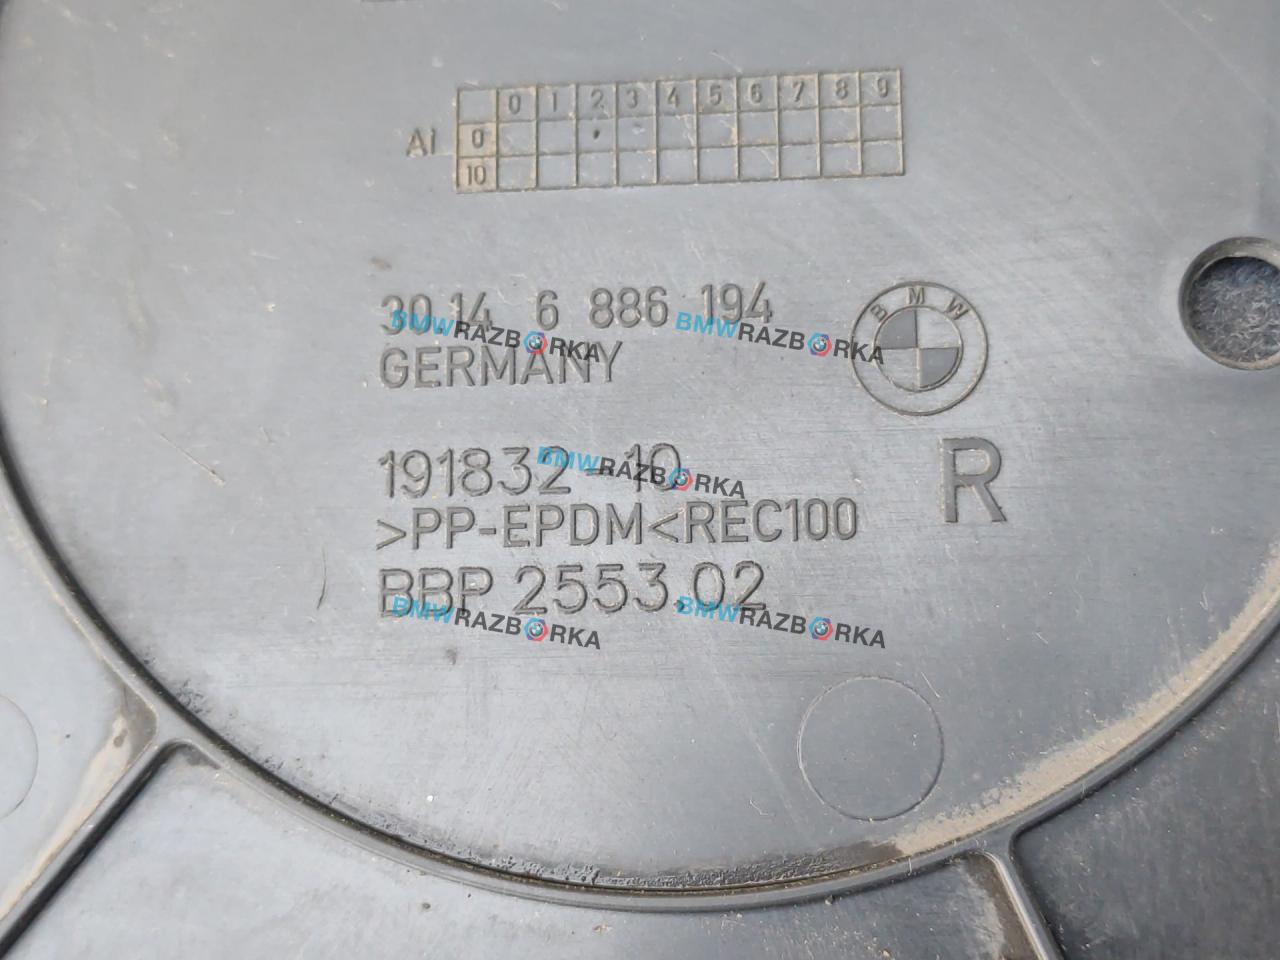 0 1 2 3 4 5 6 7 8 9
AI 0
10
30.14 6 886 194
GERMANY
BMW
191832-10
R
>PP-EPDM<REC100
BBP 2553.02
BMWRAZBORKA
BMWRAZBORKA
BMWRAZBORKA
BMWRAZBORKA
BMWRAZBORKA